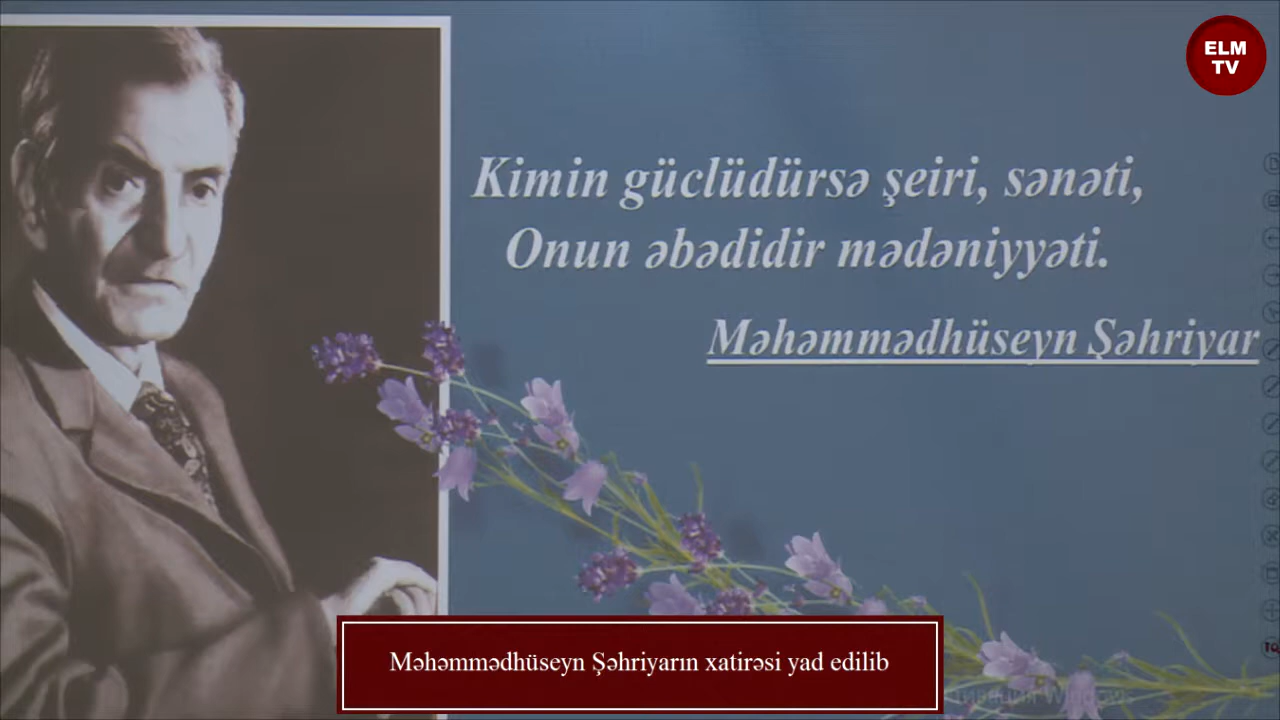 ELM
TV
Kimin güclüdürsə şeiri, sənəti,
Onun əbədidir mədəniyyəti.
Məhəmmədhüseyn Şəhriyar
Məhəmmədhüseyn Şəhriyarın xatirəsi yad edilib